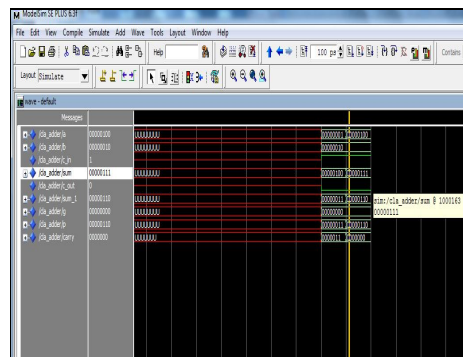 ModelSim SE PLUS 6.3f
File Edit View Compile Simulate Add Wave Tools Layout Window Help
Help
100 ps
Contains
Layout Simulate
wave - default
Messages
/cla_adder/a 00000100 UUUUUUUU 00000001 00000100
/cla_adder/b 00000010 UUUUUUUU 00000010
/cla_adder/c_in 1
/cla_adder/sum 00000111 UUUUUUUU 00000100 00000111
/cla_adder/c_out 0
/cla_adder/sum_1 00000110 UUUUUUUU 00000011 00000110
sim:/cla_adder/sum @ 1000163
/cla_adder/g 00000000 UUUUUUUU 00000000
00000111
/cla_adder/p 00000110 UUUUUUUU 00000011 00000110
/cla_adder/carry 0000000 UUUUUUU 0000011 0000000